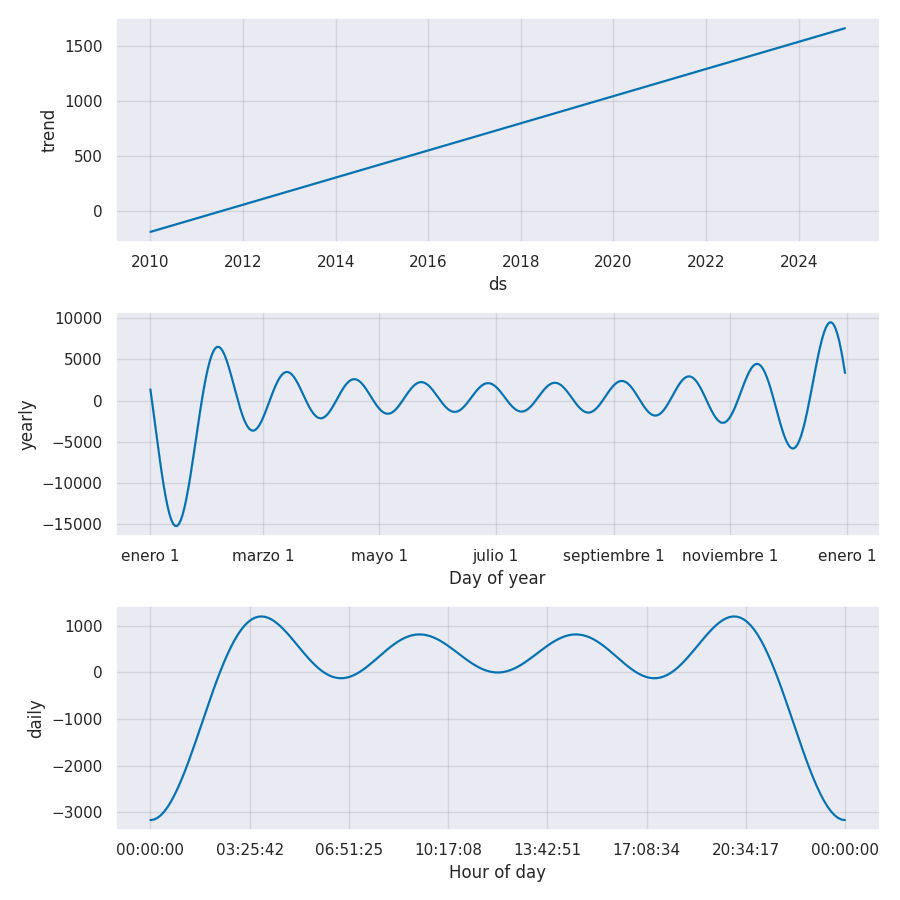 1500
1000
500
0
trend
2010 2012 2014 2016 2018 2020 2022 2024
ds
10000
5000
0
−5000
−10000
−15000
yearly
enero 1 marzo 1 mayo 1 julio 1 septiembre 1 noviembre 1 enero 1
Day of year
1000
0
−1000
−2000
−3000
daily
00:00:00 03:25:42 06:51:25 10:17:08 13:42:51 17:08:34 20:34:17 00:00:00
Hour of day